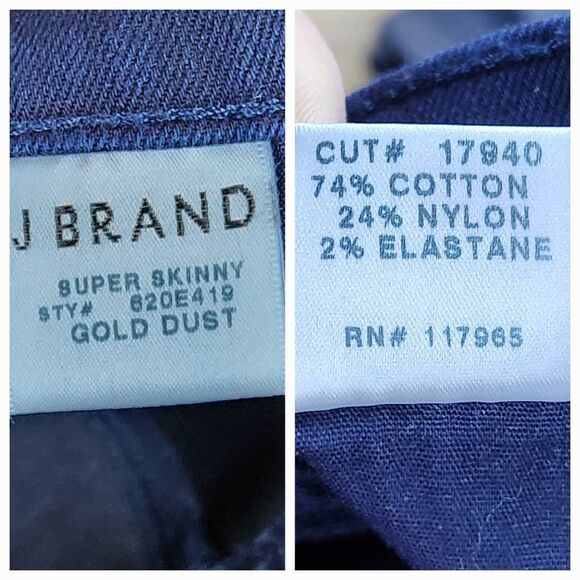 J BRAND
SUPER SKINNY
STY# 620E419
GOLD DUST
CUT# 17940
74% COTTON
24% NYLON
2% ELASTANE
RN# 117965